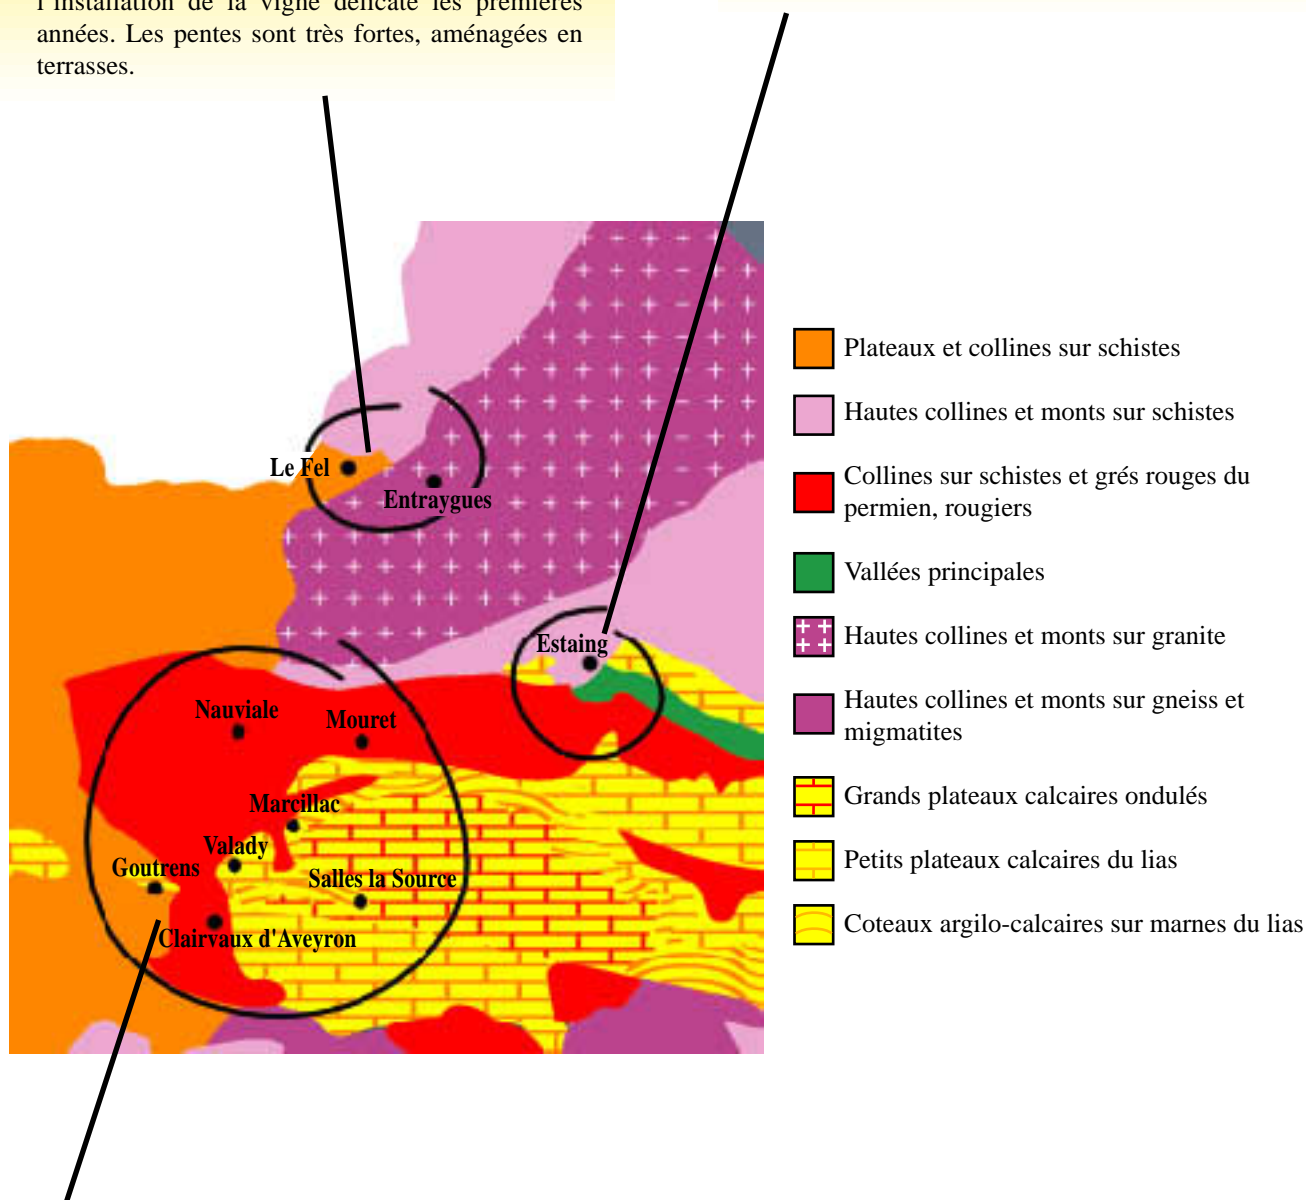 l'installation de la vigne délicate les premières
années. Les pentes sont très fortes, aménagées en
terrasses.
Le Fel
Entraygues
Estaing
Nauviale
Mouret
Marcillac
Valady
Goutrens
Salles la Source
Clairvaux d'Aveyron
Plateaux et collines sur schistes
Hautes collines et monts sur schistes
Collines sur schistes et grés rouges du
permien, rougiers
Vallées principales
Hautes collines et monts sur granite
Hautes collines et monts sur gneiss et
migmatites
Grands plateaux calcaires ondulés
Petits plateaux calcaires du lias
Coteaux argilo-calcaires sur marnes du lias